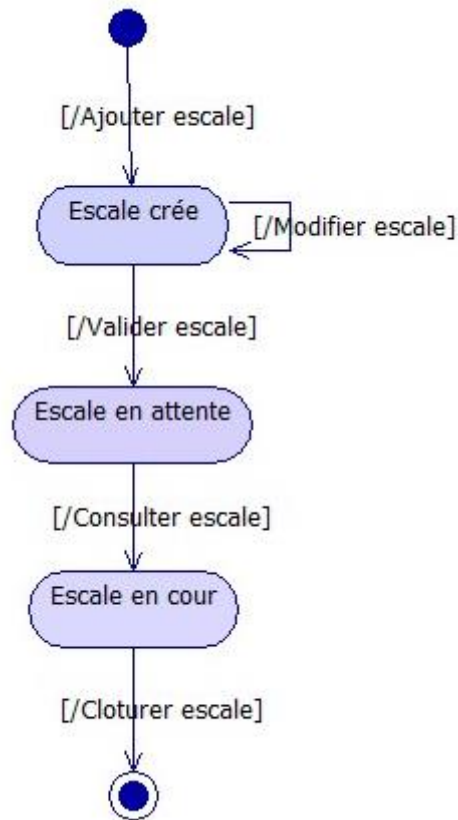 [/Ajouter escale]
Escale crée
[/Modifier escale]
[/Valider escale]
Escale en attente
[/Consulter escale]
Escale en cour
[/Cloturer escale]